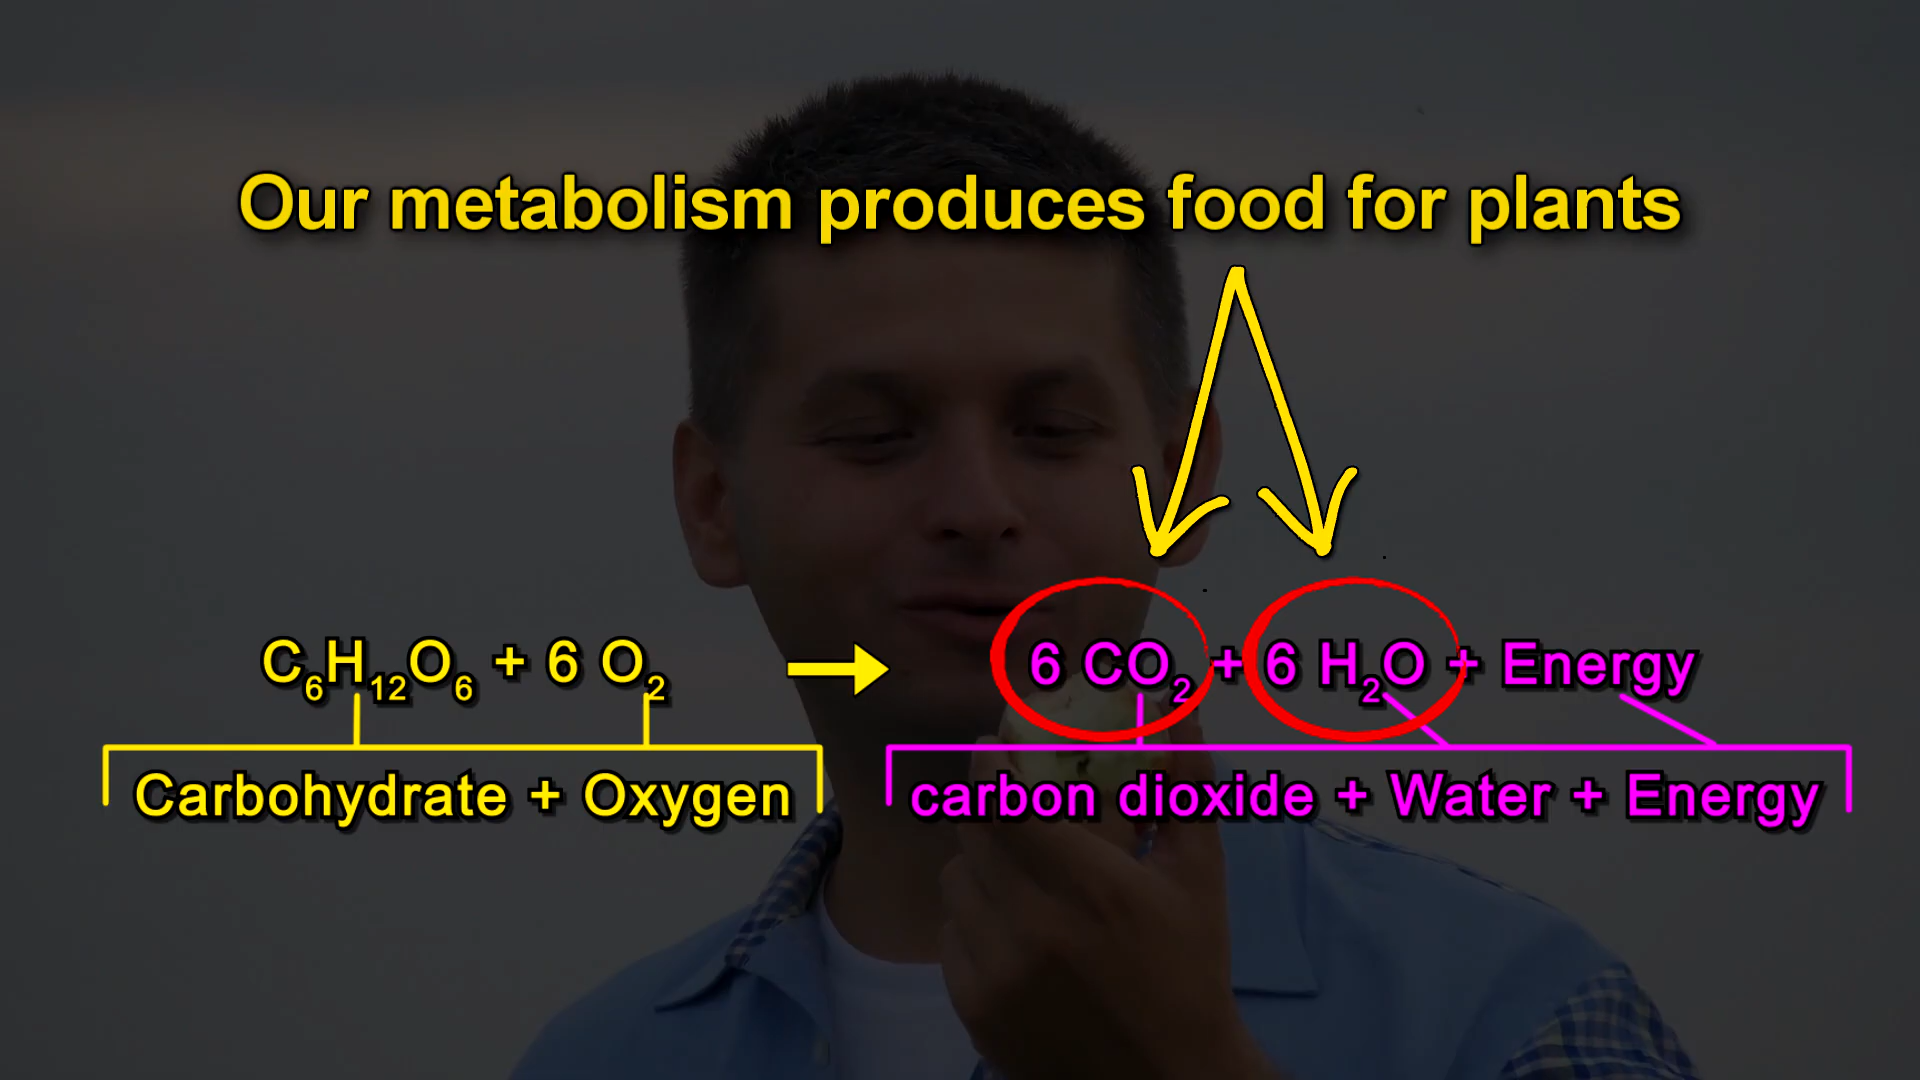 Our metabolism produces food for plants
C₆H₁₂O₆ + 6 O₂ → 6 CO₂ + 6 H₂O + Energy
Carbohydrate + Oxygen carbon dioxide + Water + Energy